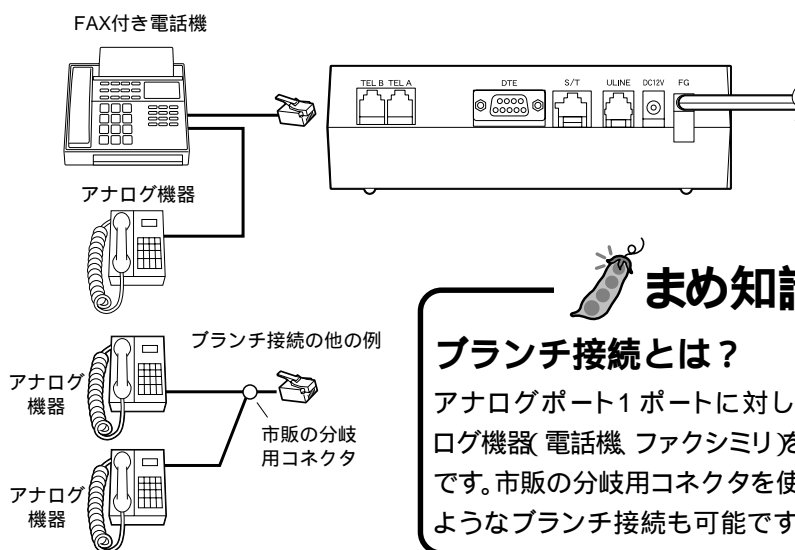 FAX付き電話機
TEL B TEL A DTE S/T ULINE DC12V FG
アナログ機器
ブランチ接続の他の例
アナログ
機器
市販の分岐
用コネクタ
アナログ
機器
まめ知
ブランチ接続とは？
アナログポート1ポートに対し
ログ機器(電話機、ファクシミリ)を
です。市販の分岐用コネクタを使
ようなブランチ接続も可能です